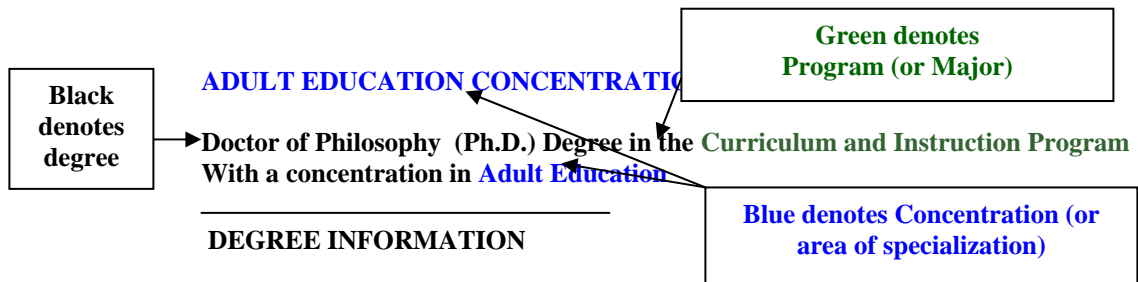 Green denotes
Program (or Major)
ADULT EDUCATION CONCENTRATIO
Black
denotes
degree
Doctor of Philosophy (Ph.D.) Degree in the Curriculum and Instruction Program
With a concentration in Adult Education
Blue denotes Concentration (or
area of specialization)
DEGREE INFORMATION